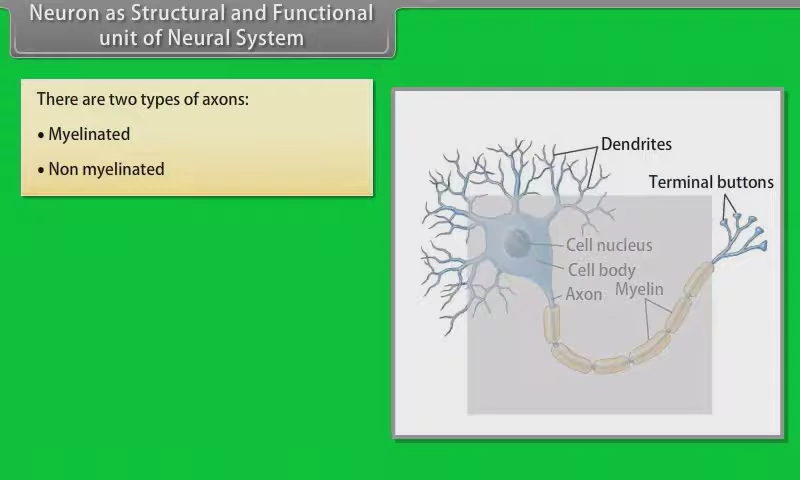 Neuron as Structural and Functional
unit of Neural System
There are two types of axons:
• Myelinated
• Non myelinated
Dendrites
Terminal buttons
Cell nucleus
Cell body
Axon
Myelin